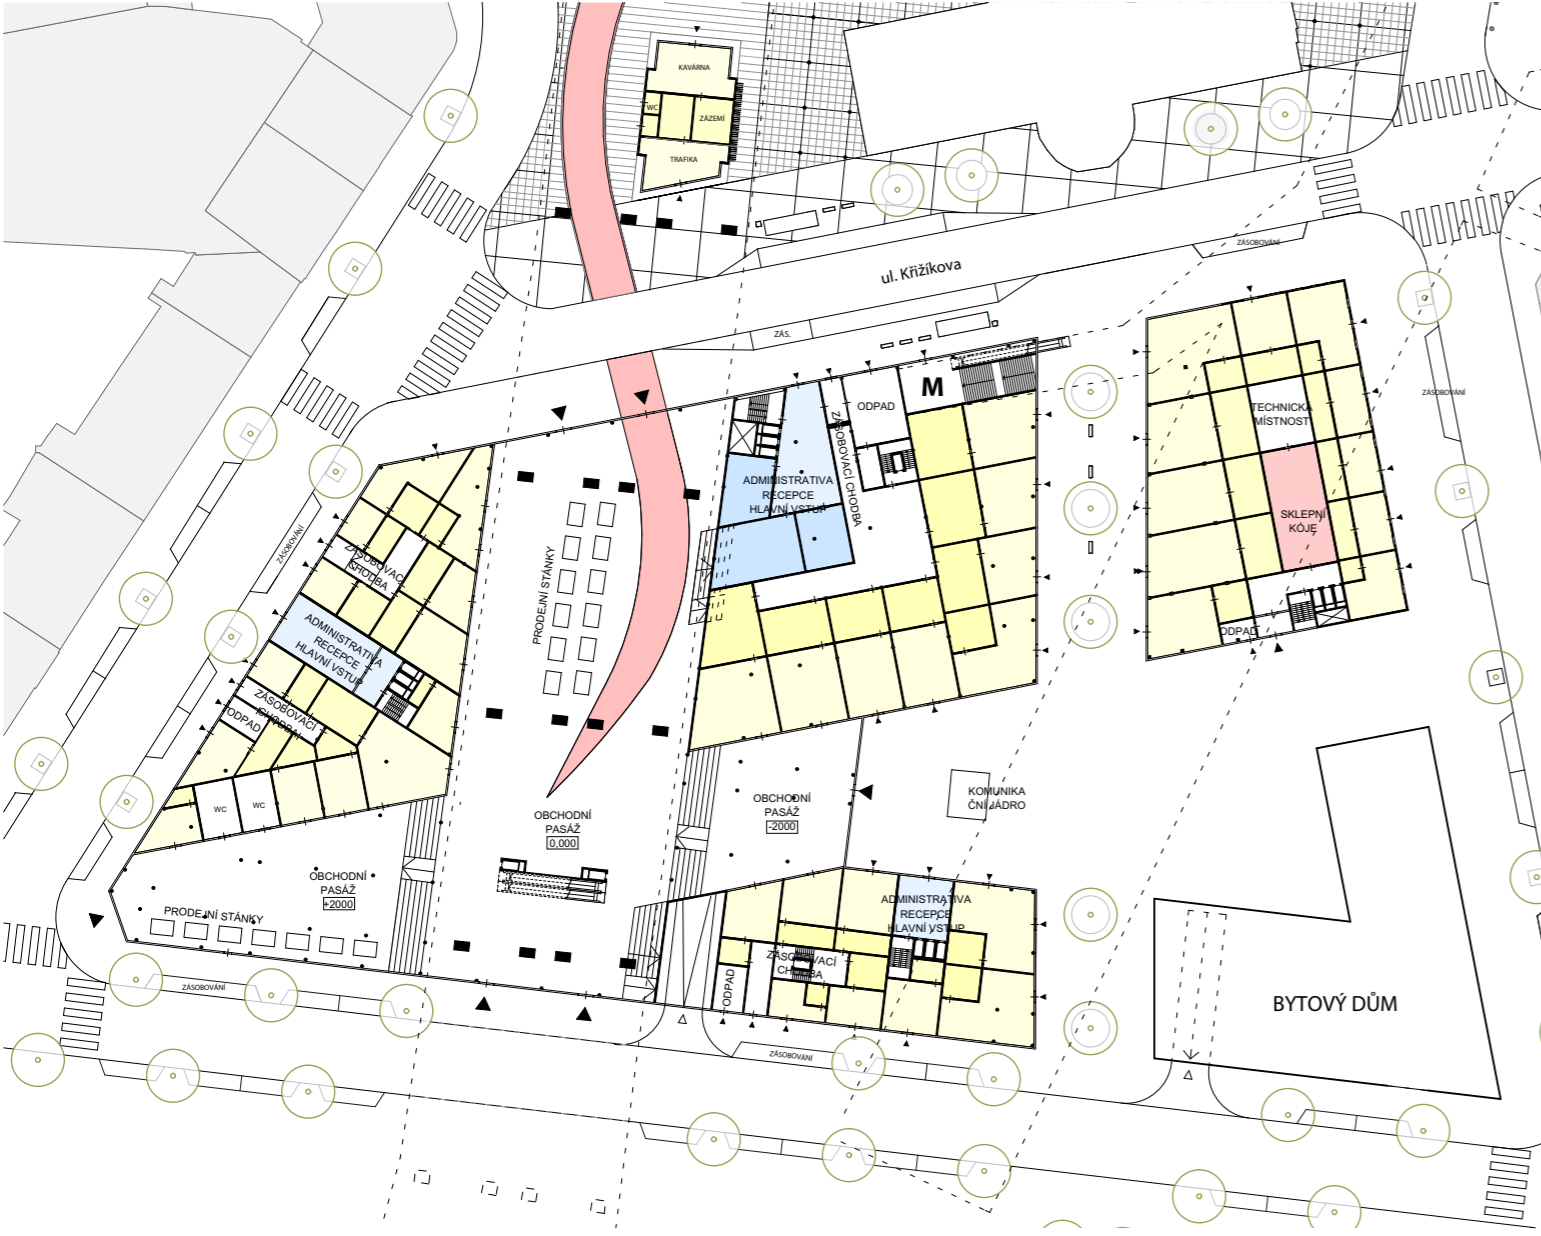 KAVÁRNA
WC
ZÁZEMÍ
TRAFIKA
ul. Křižíkova
ZÁSOBOVÁNÍ
ZÁS.
M
ODPAD
ZÁSOBOVACÍ CHODBA
ADMINISTRATIVA
RECEPCE
HLAVNÍ VSTUP
TECHNICKÁ
MÍSTNOST
SKLEPNÍ
KÓJE
ODPAD
ZÁSOBOVÁNÍ
ZÁSOBOVÁNÍ
ZÁSOBOVACÍ
CHODBA
ADMINISTRATIVA
RECEPCE
HLAVNÍ VSTUP
ZÁSOBOVACÍ
CHODBA
ODPAD
WC
WC
PRODEJNÍ STÁNKY
OBCHODNÍ
PASÁŽ
0,000
OBCHODNÍ
PASÁŽ
-2000
KOMUNIKA
ČNÍ JÁDRO
OBCHODNÍ
PASÁŽ
+2000
PRODEJNÍ STÁNKY
ZÁSOBOVÁNÍ
ADMINISTRATIVA
RECEPCE
HLAVNÍ VSTUP
ZÁSOBOVACÍ
CHODBA
ODPAD
ZÁSOBOVÁNÍ
BYTOVÝ DŮM